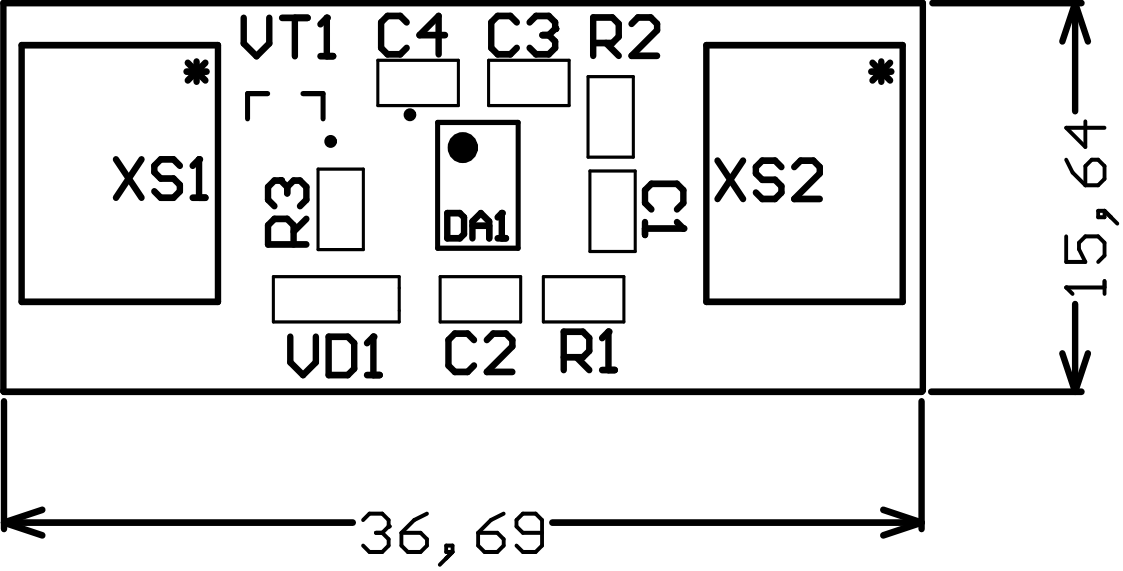 VT1 C4 C3 R2
* *
XS1 R3 DA1 C1 XS2
VD1 C2 R1
15,64
36,69